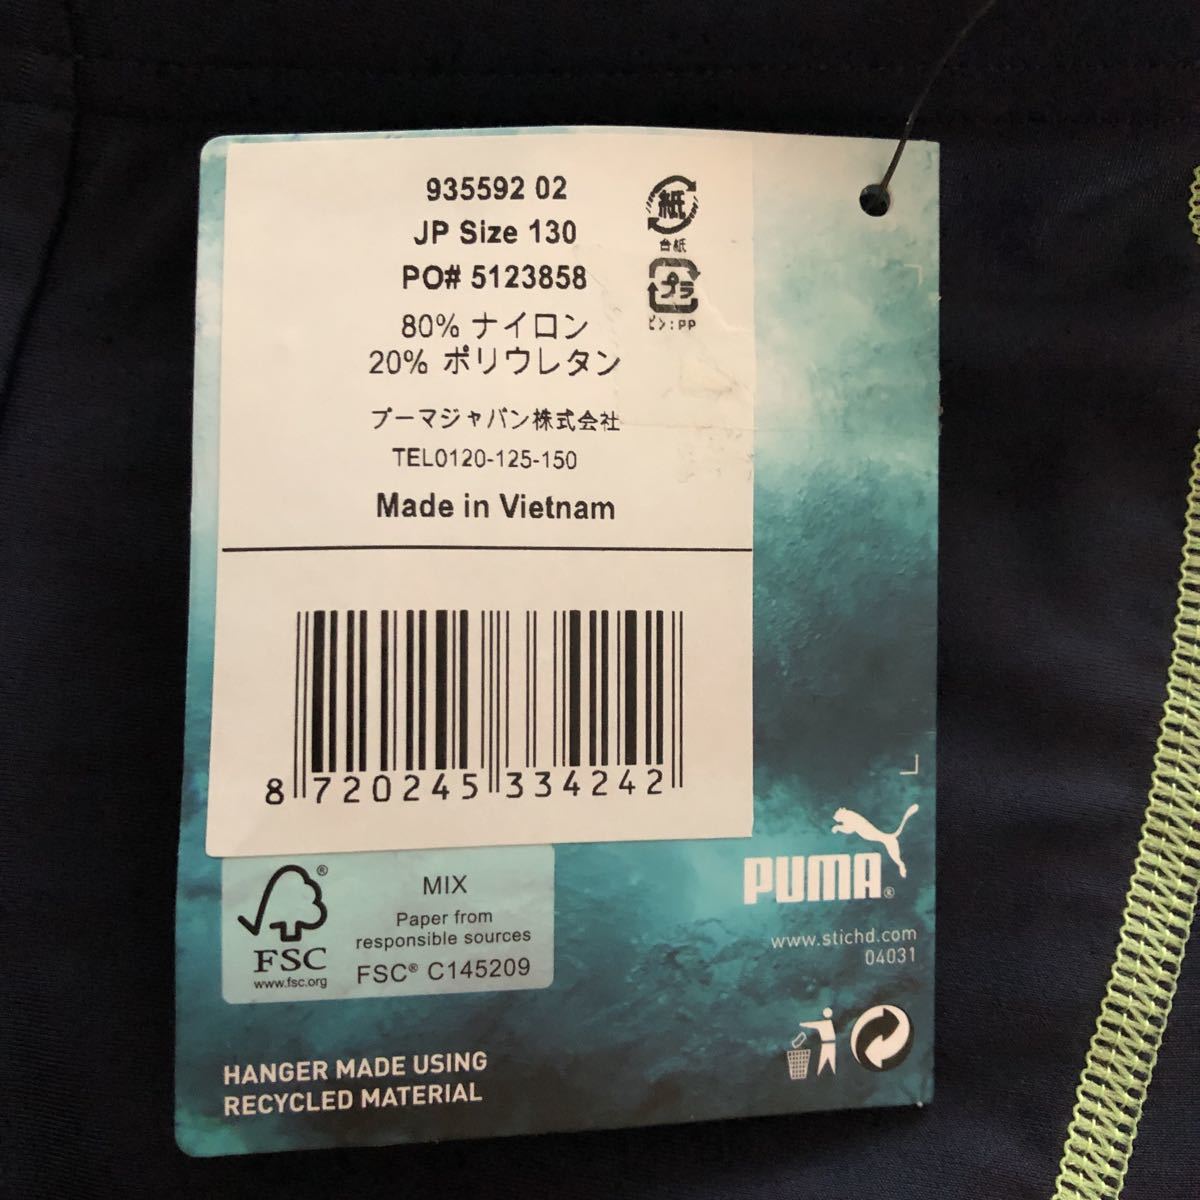 935592 02
JP Size 130
PO# 5123858
80% ナイロン
20% ポリウレタン
プーマジャパン株式会社
TEL0120-125-150
Made in Vietnam
紙
台紙
プラ
ピン:PP
8 720245 334242
FSC®
www.fsc.org
MIX
Paper from
responsible sources
FSC® C145209
PUMA®
www.stichd.com
04031
HANGER MADE USING
RECYCLED MATERIAL